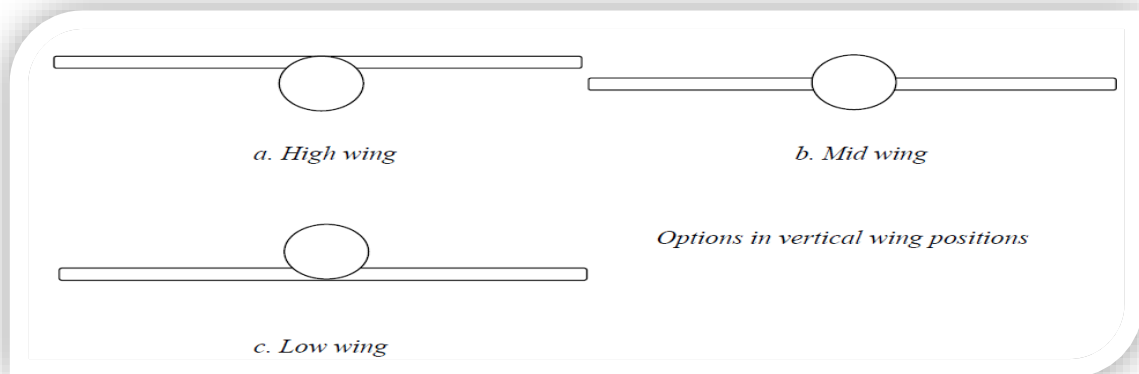 a. High wing
b. Mid wing
Options in vertical wing positions
c. Low wing